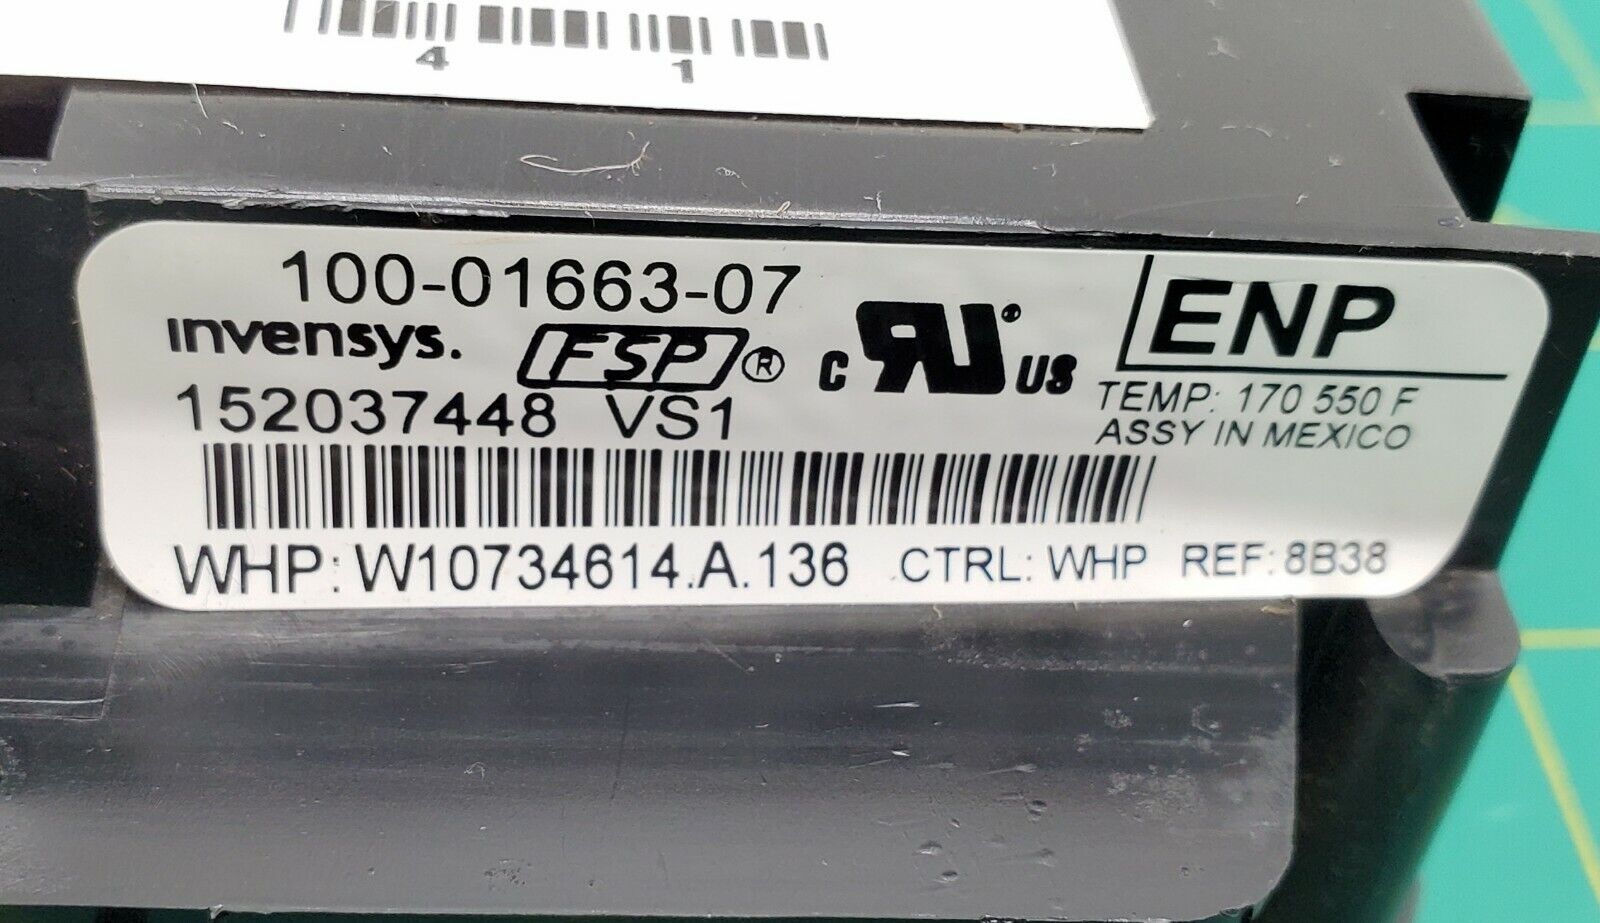 4 1
100-01663-07
invensys. FSP® c RU US ENP
152037448 VS1
TEMP: 170 550 F
ASSY IN MEXICO
WHP: W10734614.A.136 CTRL: WHP REF: 8B38